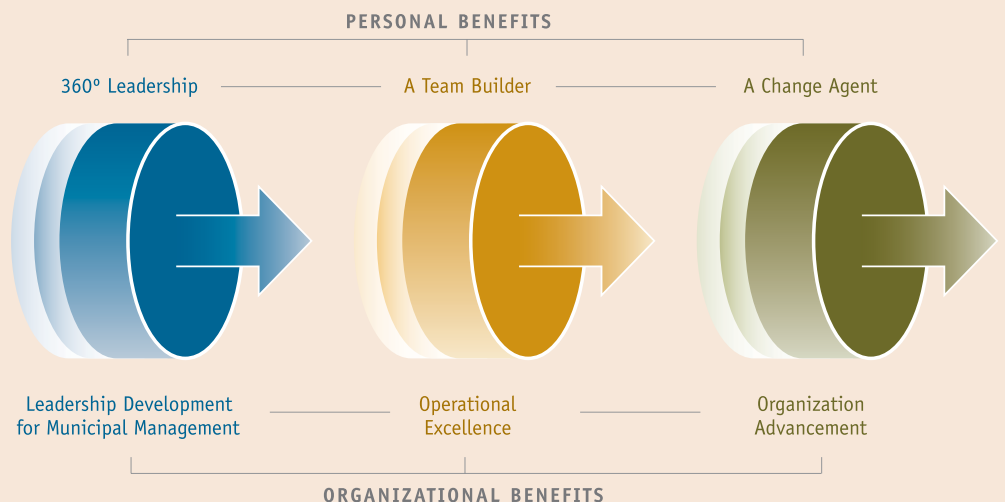 PERSONAL BENEFITS
360º Leadership
A Team Builder
A Change Agent
Leadership Development
for Municipal Management
Operational
Excellence
Organization
Advancement
ORGANIZATIONAL BENEFITS